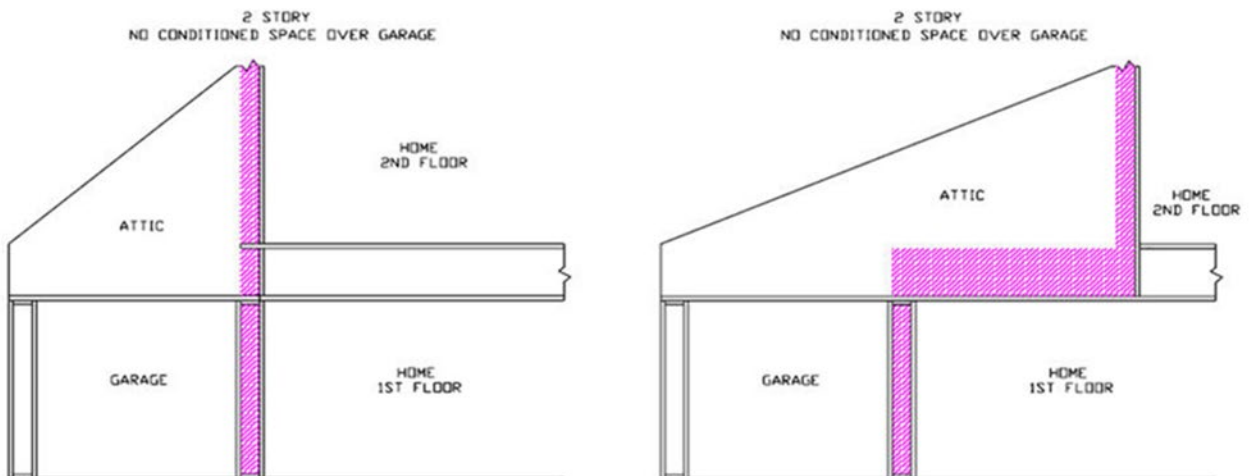 2 STORY
NO CONDITIONED SPACE OVER GARAGE
HOME
2ND FLOOR
ATTIC
GARAGE
HOME
1ST FLOOR
2 STORY
NO CONDITIONED SPACE OVER GARAGE
ATTIC
HOME
2ND FLOOR
GARAGE
HOME
1ST FLOOR